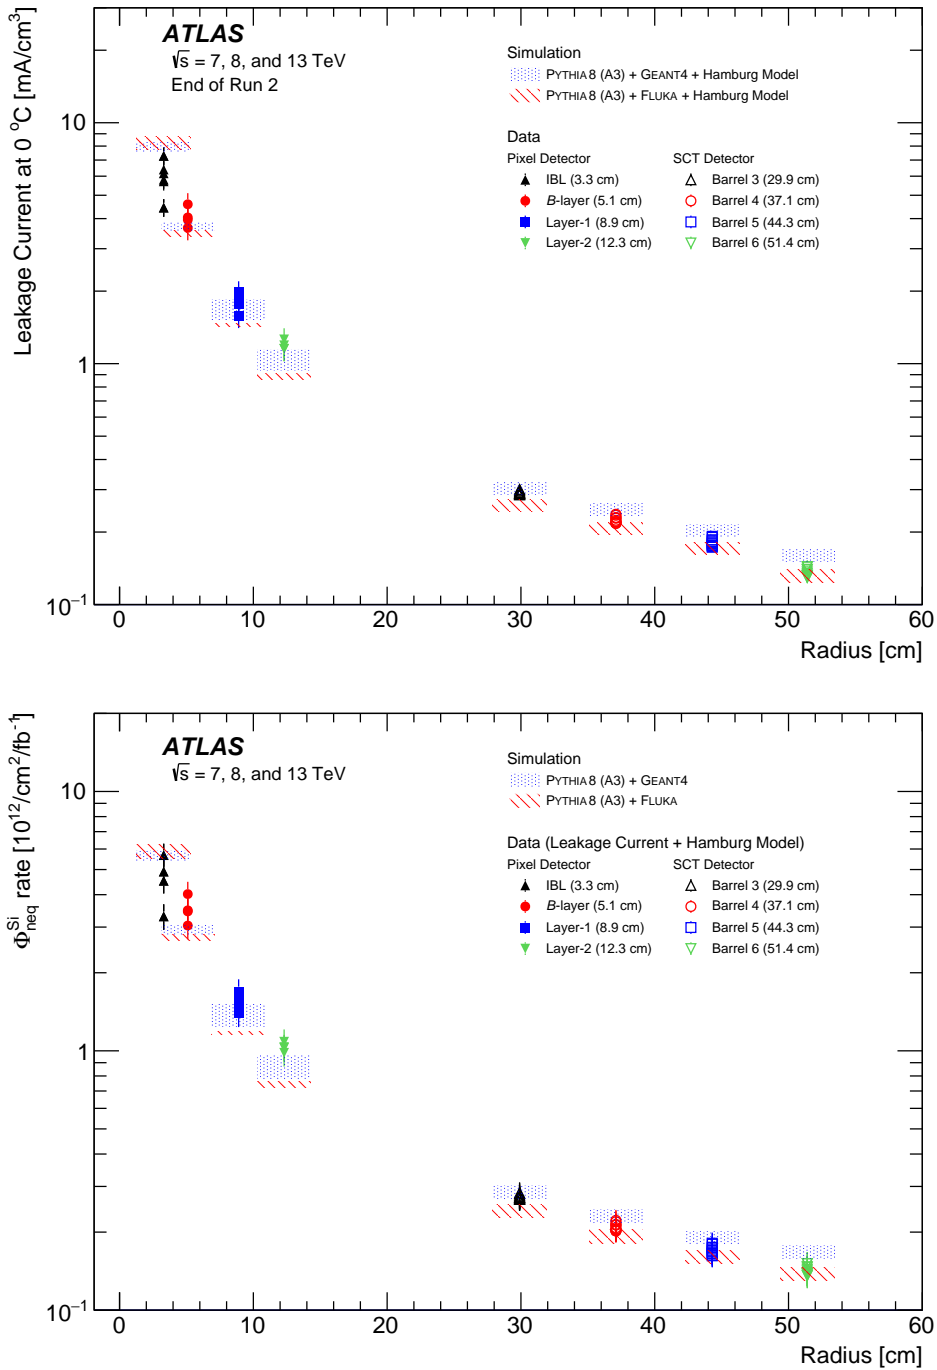 ATLAS
√s = 7, 8, and 13 TeV
End of Run 2
Simulation
PYTHIA 8 (A3) + GEANT4 + Hamburg Model
PYTHIA 8 (A3) + FLUKA + Hamburg Model
Data
Pixel Detector SCT Detector
IBL (3.3 cm) Barrel 3 (29.9 cm)
B-layer (5.1 cm) Barrel 4 (37.1 cm)
Layer-1 (8.9 cm) Barrel 5 (44.3 cm)
Layer-2 (12.3 cm) Barrel 6 (51.4 cm)
Leakage Current at 0 °C [mA/cm³]
10
1
10⁻¹
0 10 20 30 40 50 60
Radius [cm]
ATLAS
√s = 7, 8, and 13 TeV
Simulation
PYTHIA 8 (A3) + GEANT4
PYTHIA 8 (A3) + FLUKA
Data (Leakage Current + Hamburg Model)
Pixel Detector SCT Detector
IBL (3.3 cm) Barrel 3 (29.9 cm)
B-layer (5.1 cm) Barrel 4 (37.1 cm)
Layer-1 (8.9 cm) Barrel 5 (44.3 cm)
Layer-2 (12.3 cm) Barrel 6 (51.4 cm)
Φ^Si_neq rate [10¹²/cm²/fb⁻¹]
10
1
10⁻¹
0 10 20 30 40 50 60
Radius [cm]